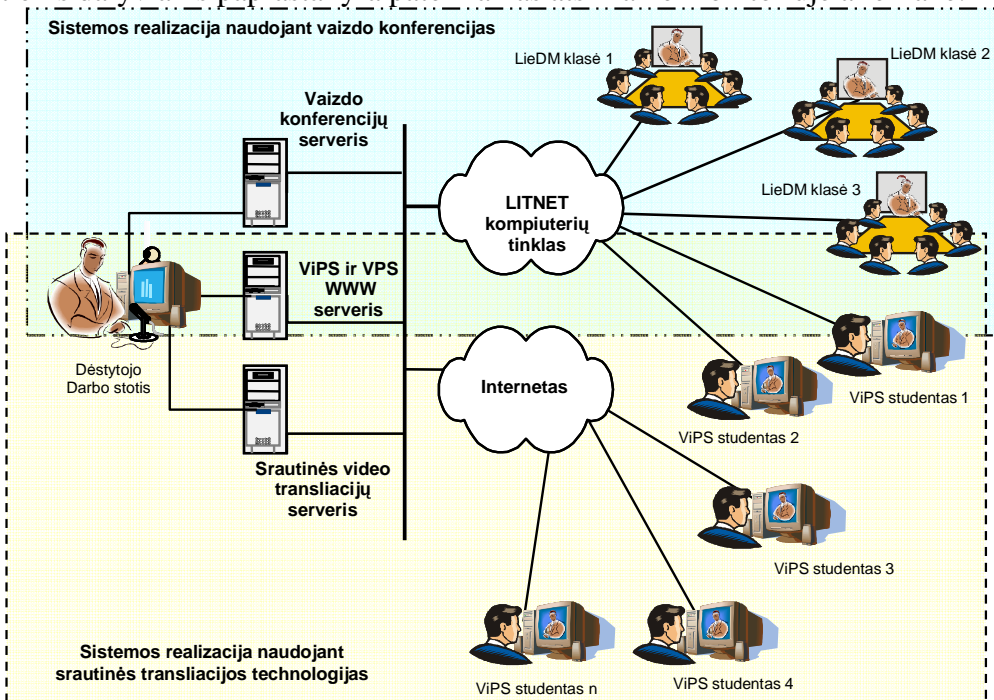 Sistemos realizacija naudojant vaizdo konferencijas
LieDM klasė 1
LieDM klasė 2
Vaizdo
konferencijų
serveris
LieDM klasė 3
LITNET
kompiuterių
tinklas
ViPS ir VPS
WWW
serveris
Dėstytojo
Darbo stotis
Internetas
ViPS studentas 1
ViPS studentas 2
Srautinės video
transliacijų
serveris
ViPS studentas 3
Sistemos realizacija naudojant
srautinės transliacijos technologijas
ViPS studentas n
ViPS studentas 4